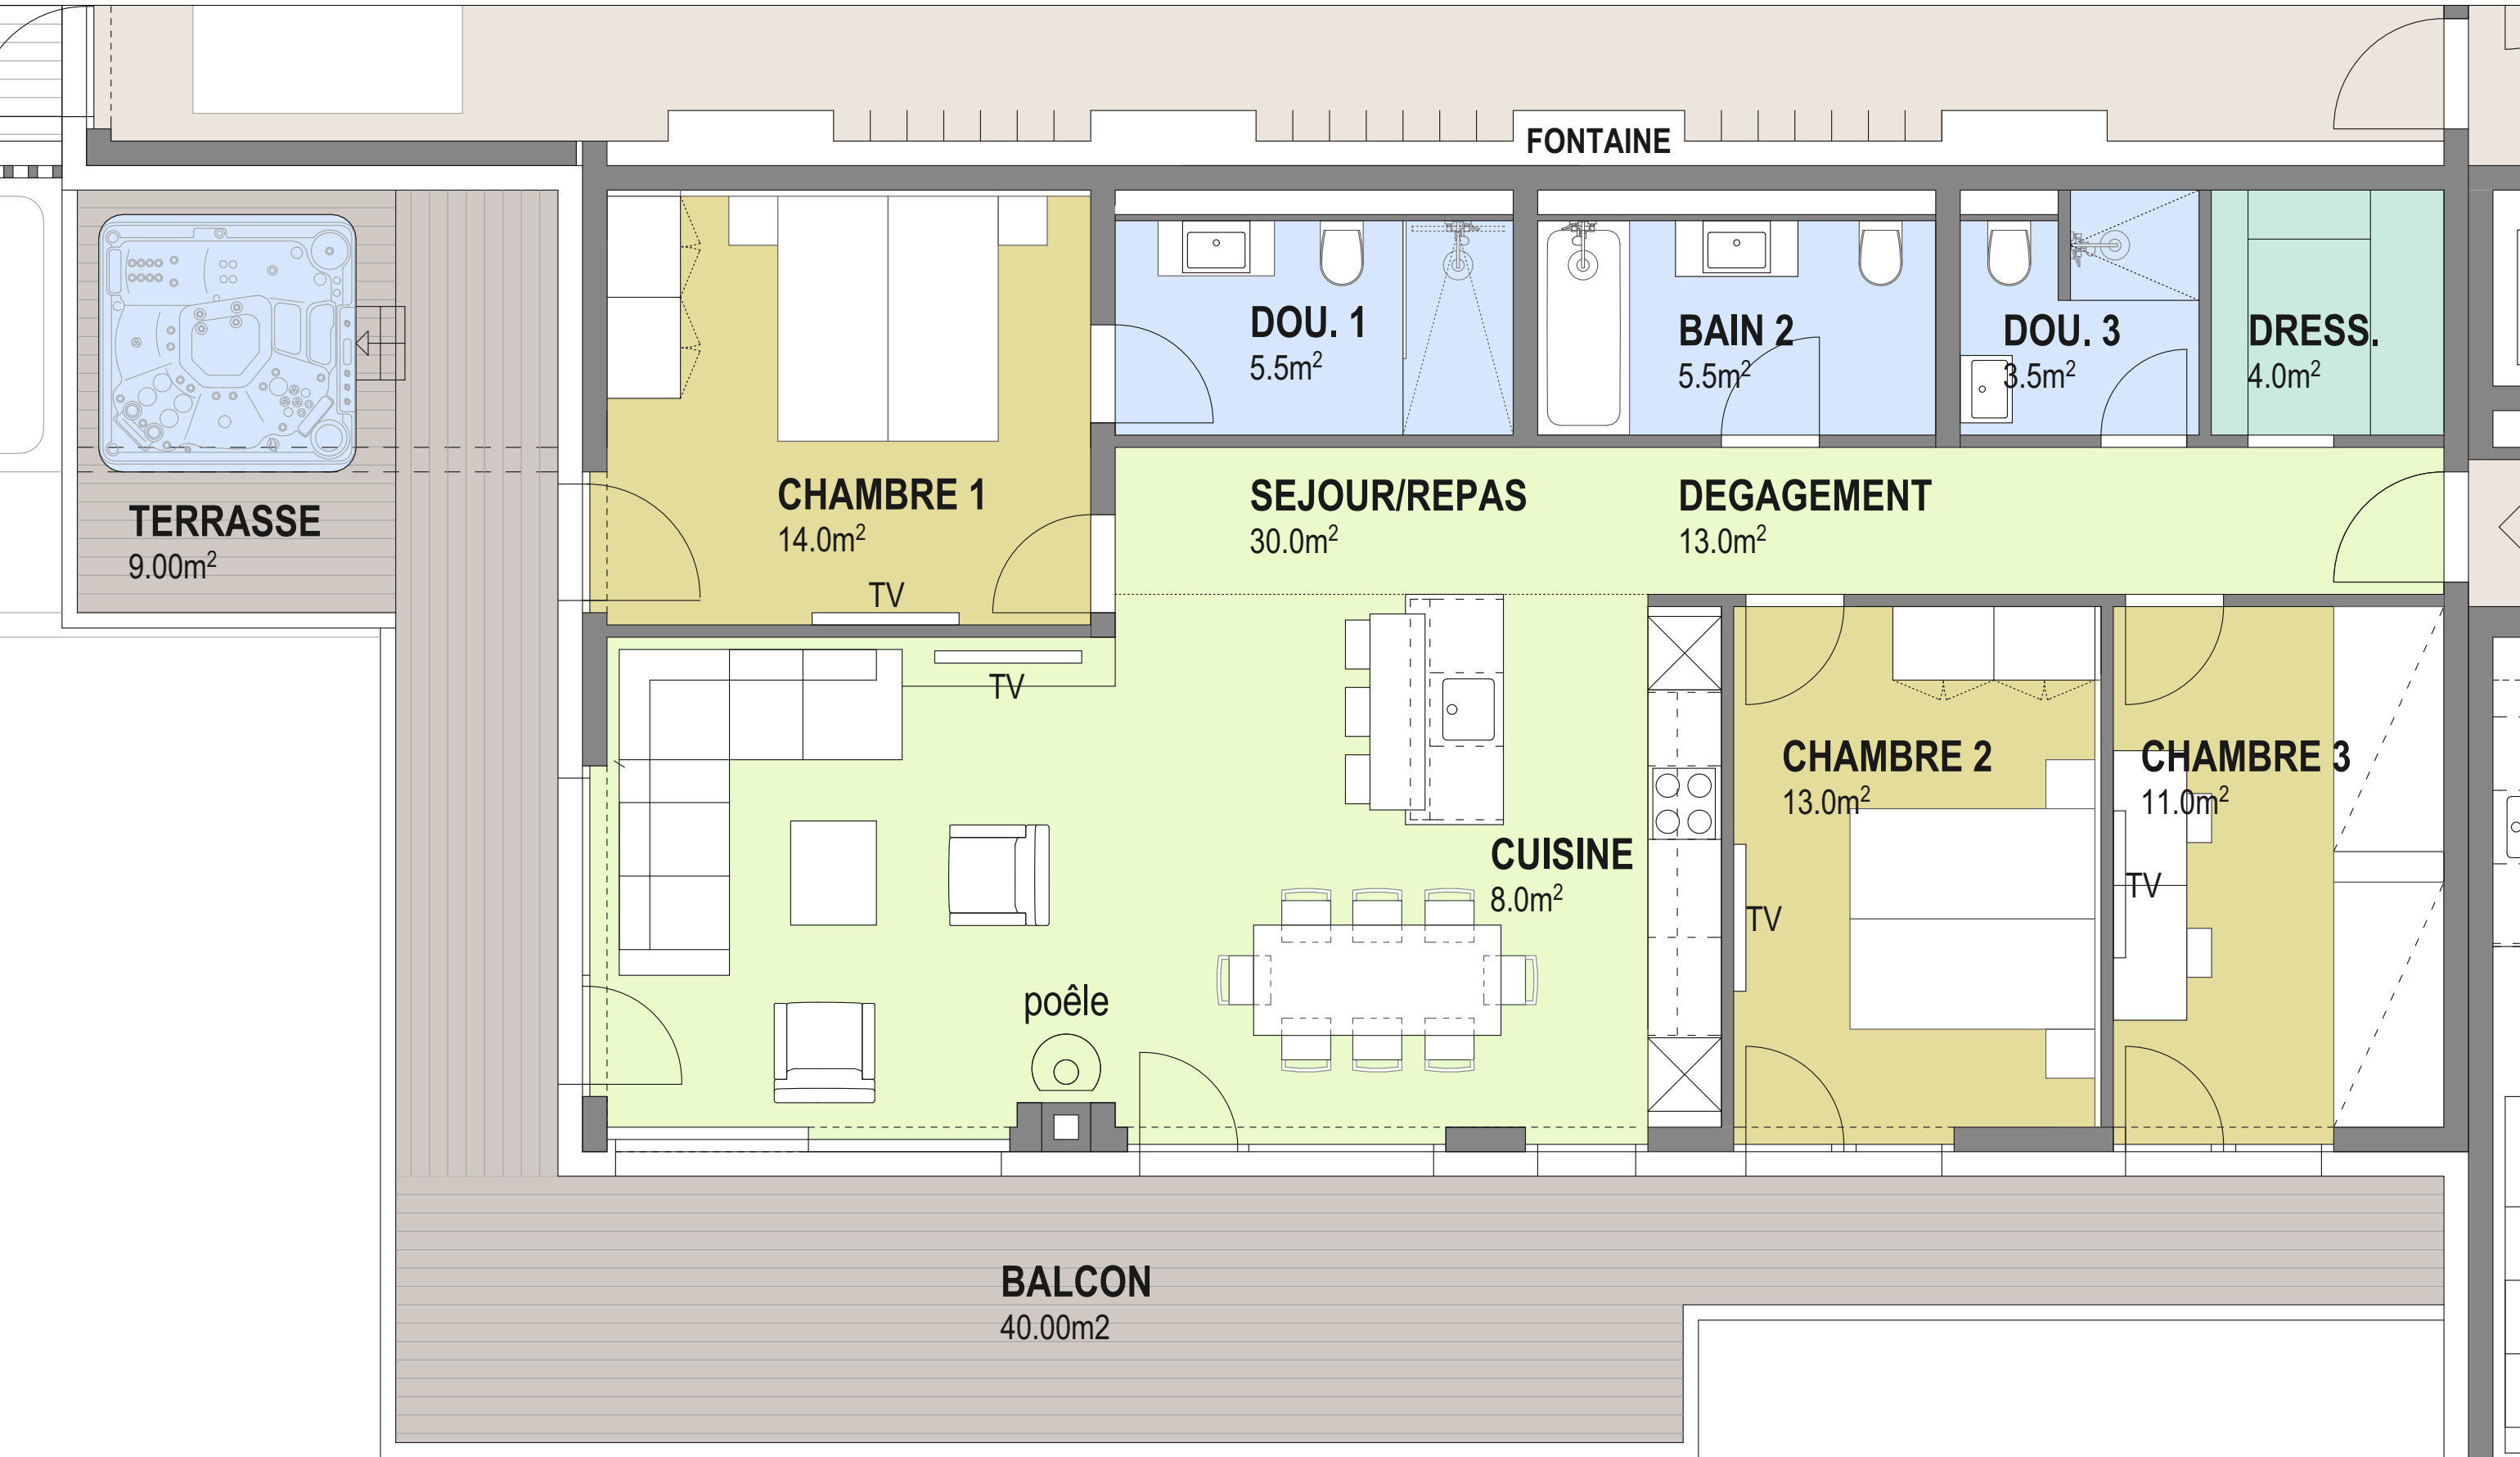 FONTAINE
DOU. 1
5.5m²
BAIN 2
5.5m²
DOU. 3
3.5m²
DRESS.
4.0m²
TERRASSE
9.00m²
CHAMBRE 1
14.0m²
TV
SEJOUR/REPAS
30.0m²
DEGAGEMENT
13.0m²
TV
CHAMBRE 2
13.0m²
TV
CHAMBRE 3
11.0m²
TV
CUISINE
8.0m²
poêle
BALCON
40.00m2